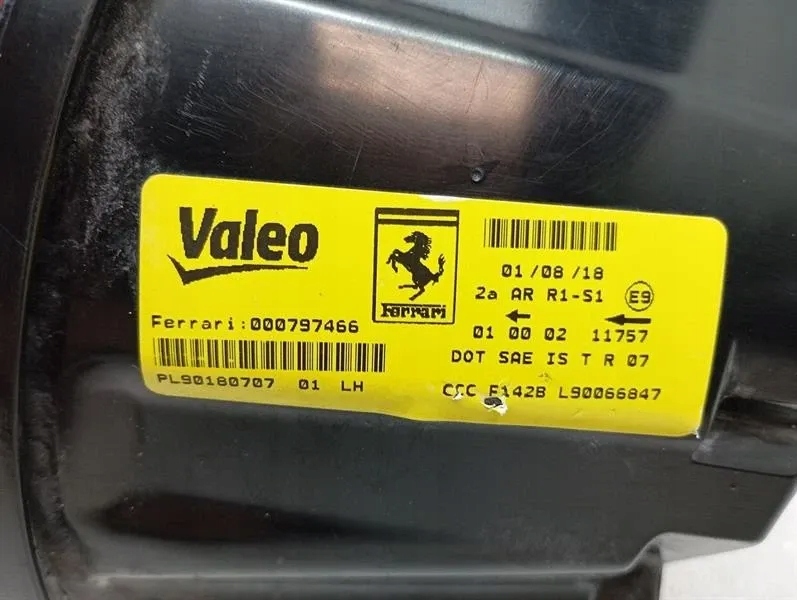 Valeo
Ferrari
Ferrari:000797466
PL90180707 01 LH
01/08/18
2a AR R1-S1 E9
01 00 02 11757
DOT SAE IS T R 07
F142B L90066847